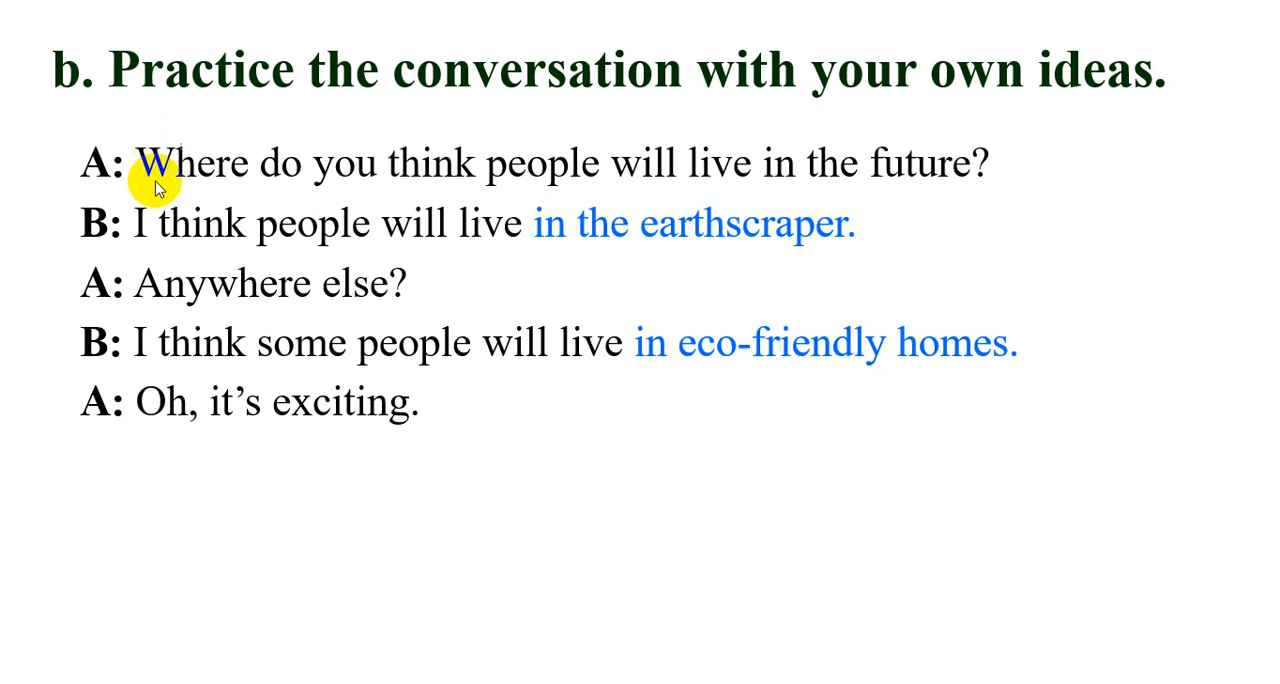 b. Practice the conversation with your own ideas.
A: Where do you think people will live in the future?
B: I think people will live in the earthscraper.
A: Anywhere else?
B: I think some people will live in eco-friendly homes.
A: Oh, it’s exciting.